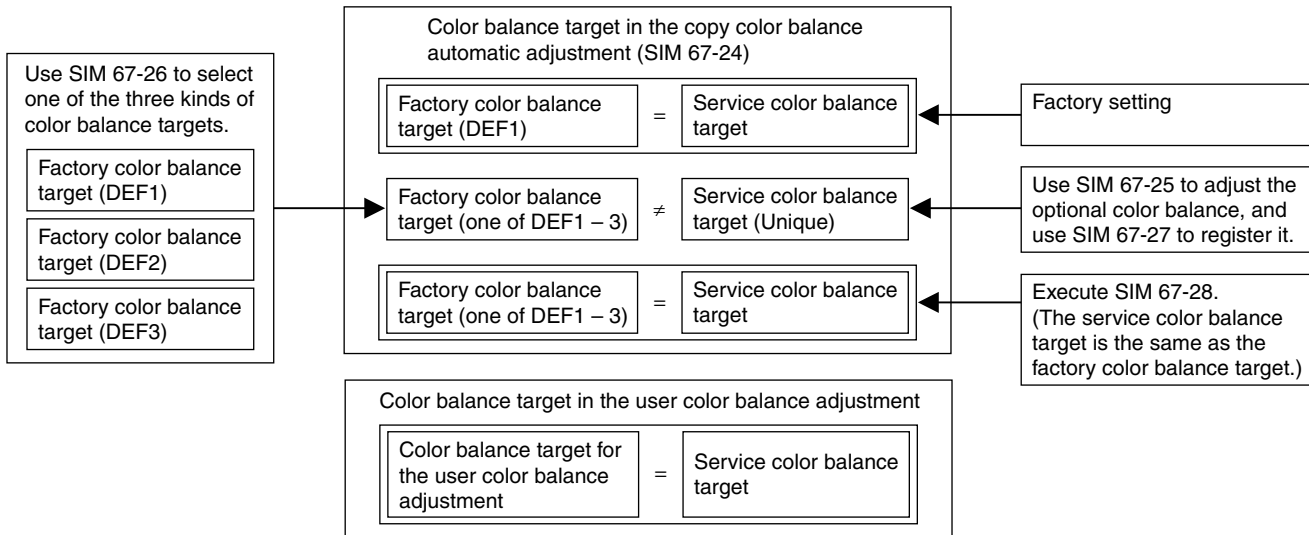 Use SIM 67-26 to select
one of the three kinds of
color balance targets.
Factory color balance
target (DEF1)
Factory color balance
target (DEF2)
Factory color balance
target (DEF3)
Color balance target in the copy color balance
automatic adjustment (SIM 67-24)
Factory color balance
target (DEF1)
=
Service color balance
target
Factory color balance
target (one of DEF1 – 3)
≠
Service color balance
target (Unique)
Factory color balance
target (one of DEF1 – 3)
=
Service color balance
target
Factory setting
Use SIM 67-25 to adjust the
optional color balance, and
use SIM 67-27 to register it.
Execute SIM 67-28.
(The service color balance
target is the same as the
factory color balance target.)
Color balance target in the user color balance adjustment
Color balance target for
the user color balance
adjustment
=
Service color balance
target